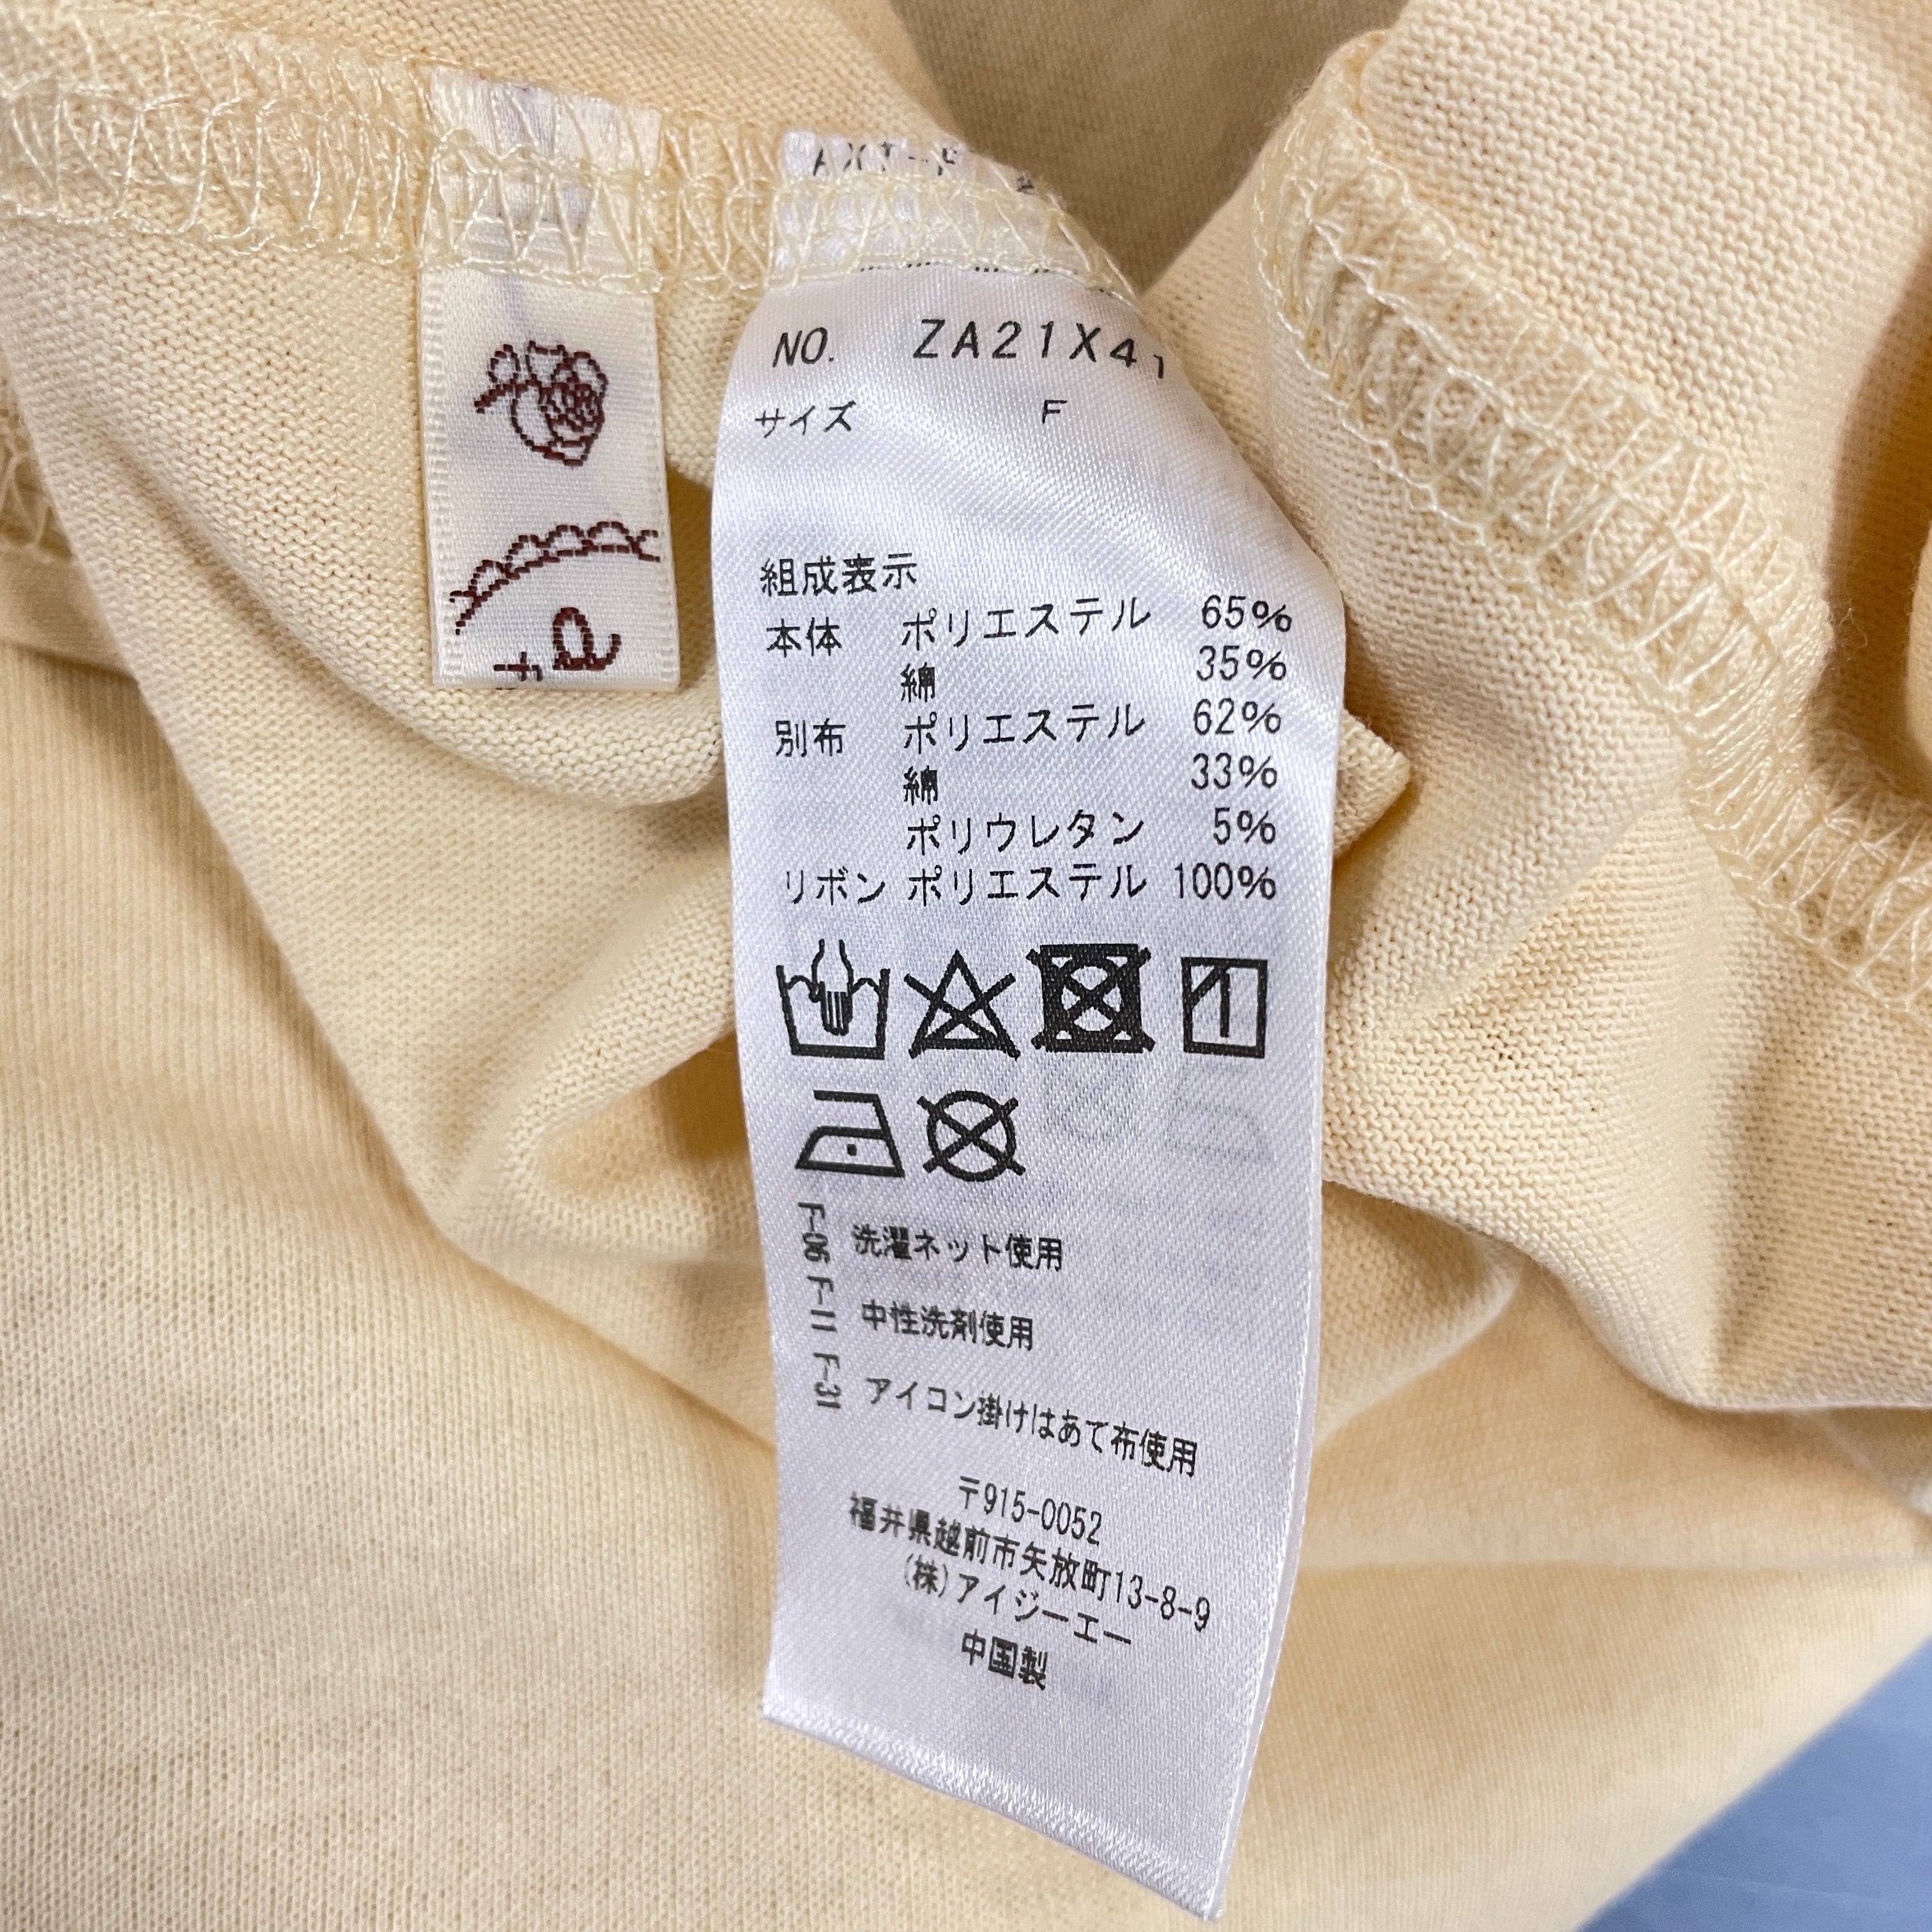 NO. ZA21X41
サイズ F
組成表示
本体 ポリエステル 65%
綿 35%
別布 ポリエステル 62%
綿 33%
ポリウレタン 5%
リボン ポリエステル 100%
F-06 洗濯ネット使用
F-11 中性洗剤使用
F-31 アイロン掛けはあて布使用
〒915-0052
福井県越前市矢放町13-8-9
(株)アイジーエー
中国製